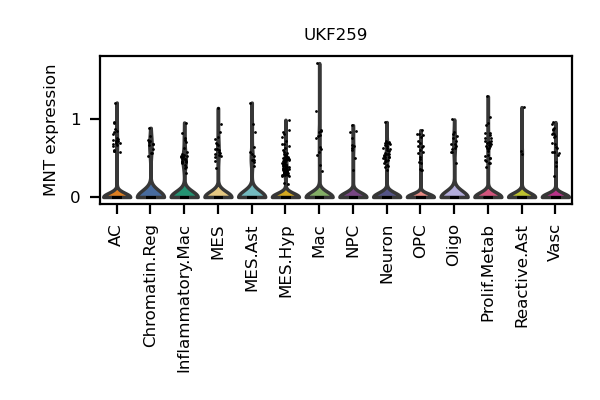 UKF259
MNT expression
1
0
AC
Chromatin.Reg
Inflammatory.Mac
MES
MES.Ast
MES.Hyp
Mac
NPC
Neuron
OPC
Oligo
Prolif.Metab
Reactive.Ast
Vasc